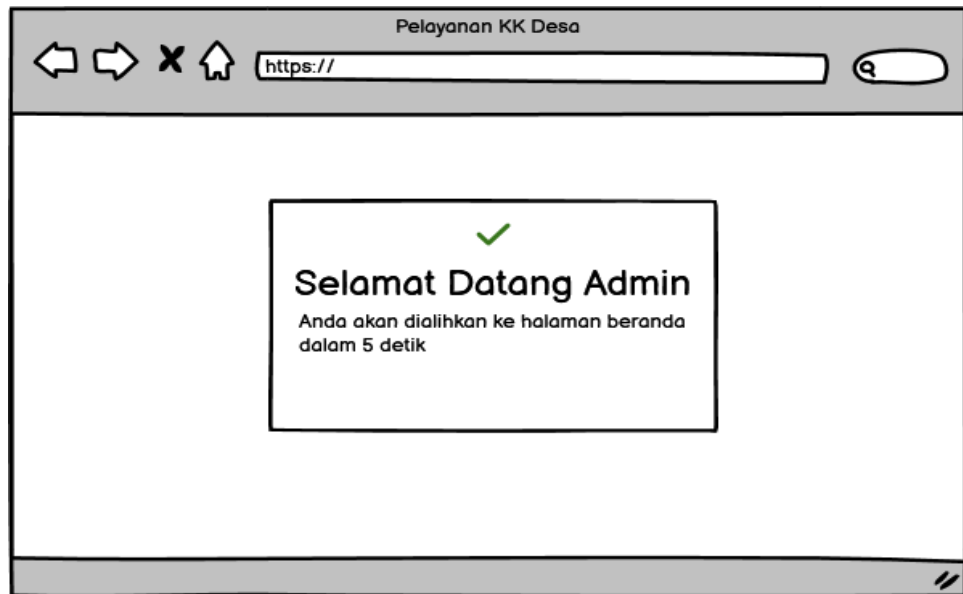 Pelayanan KK Desa
https://
Selamat Datang Admin
Anda akan dialihkan ke halaman beranda
dalam 5 detik